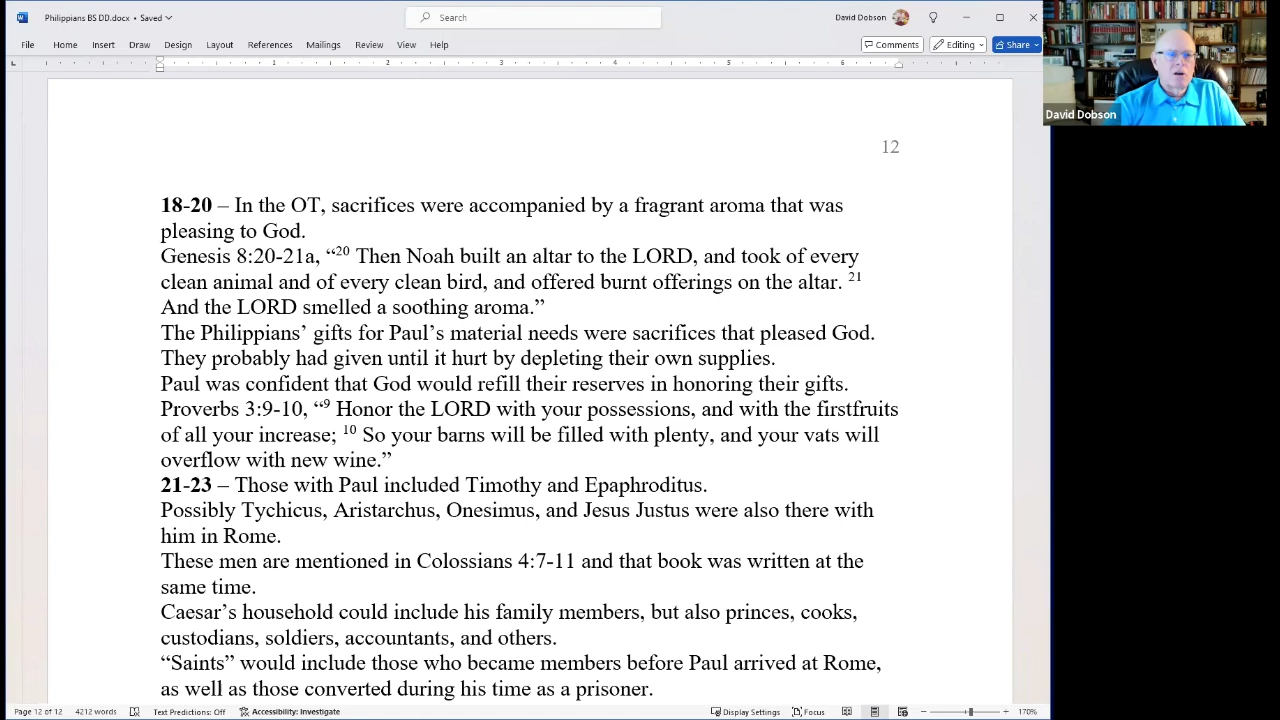 Philippians BS DD.docx • Saved
Search
David Dobson
File Home Insert Draw Design Layout References Mailings Review View Help
Comments Editing Share
1 2 3 4 5 6
David Dobson
12
18-20 – In the OT, sacrifices were accompanied by a fragrant aroma that was
pleasing to God.
Genesis 8:20-21a, “20 Then Noah built an altar to the LORD, and took of every
clean animal and of every clean bird, and offered burnt offerings on the altar. 21
And the LORD smelled a soothing aroma.”
The Philippians’ gifts for Paul’s material needs were sacrifices that pleased God.
They probably had given until it hurt by depleting their own supplies.
Paul was confident that God would refill their reserves in honoring their gifts.
Proverbs 3:9-10, “9 Honor the LORD with your possessions, and with the firstfruits
of all your increase; 10 So your barns will be filled with plenty, and your vats will
overflow with new wine.”
21-23 – Those with Paul included Timothy and Epaphroditus.
Possibly Tychicus, Aristarchus, Onesimus, and Jesus Justus were also there with
him in Rome.
These men are mentioned in Colossians 4:7-11 and that book was written at the
same time.
Caesar’s household could include his family members, but also princes, cooks,
custodians, soldiers, accountants, and others.
“Saints” would include those who became members before Paul arrived at Rome,
as well as those converted during his time as a prisoner.
Page 12 of 12 4212 words Text Predictions: Off Accessibility: Investigate Display Settings Focus 170%